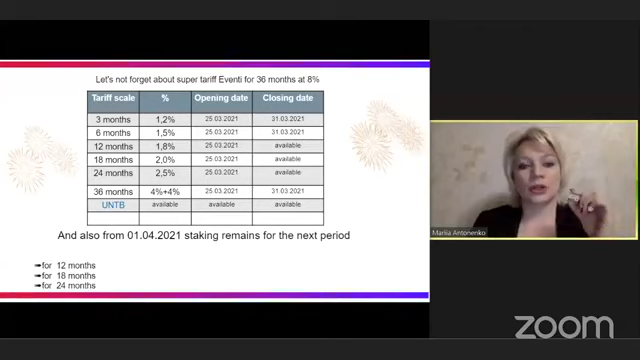 Let's not forget about super tariff Eventi for 36 months at 8%
Tariff scale % Opening date Closing date
3 months 1,2% 25.03.2021 31.03.2021
6 months 1,5% 25.03.2021 31.03.2021
12 months 1,8% 25.03.2021 available
18 months 2,0% 25.03.2021 available
24 months 2,5% 25.03.2021 available
36 months 4%+4% 25.03.2021 31.03.2021
UNTB available available available
And also from 01.04.2021 staking remains for the next period
➟for 12 months
➟for 18 months
➟for 24 months
Mariia Antonenko
zoom